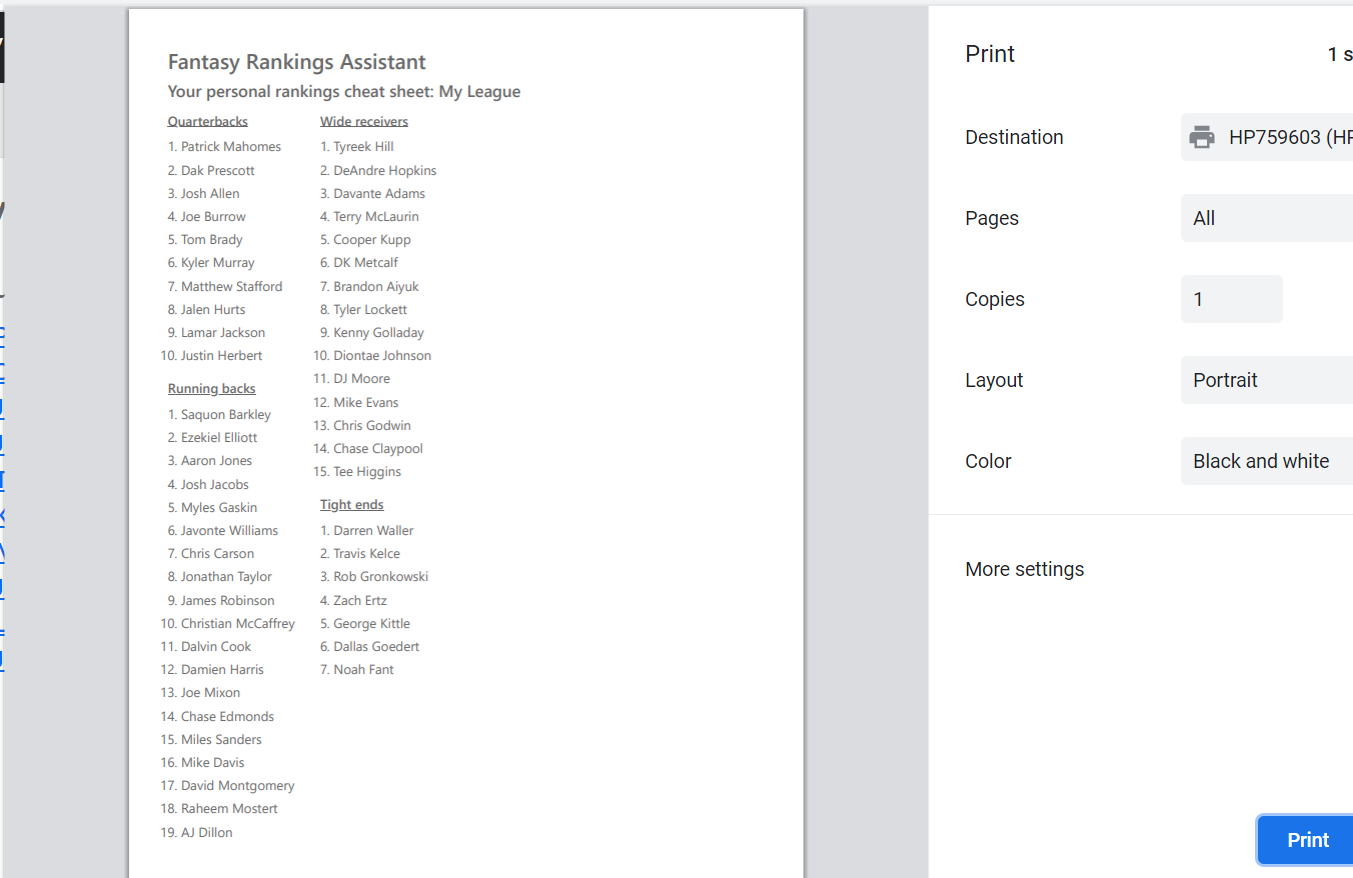 Fantasy Rankings Assistant
Your personal rankings cheat sheet: My League
Quarterbacks
1. Patrick Mahomes
2. Dak Prescott
3. Josh Allen
4. Joe Burrow
5. Tom Brady
6. Kyler Murray
7. Matthew Stafford
8. Jalen Hurts
9. Lamar Jackson
10. Justin Herbert
Running backs
1. Saquon Barkley
2. Ezekiel Elliott
3. Aaron Jones
4. Josh Jacobs
5. Myles Gaskin
6. Javonte Williams
7. Chris Carson
8. Jonathan Taylor
9. James Robinson
10. Christian McCaffrey
11. Dalvin Cook
12. Damien Harris
13. Joe Mixon
14. Chase Edmonds
15. Miles Sanders
16. Mike Davis
17. David Montgomery
18. Raheem Mostert
19. AJ Dillon
Wide receivers
1. Tyreek Hill
2. DeAndre Hopkins
3. Davante Adams
4. Terry McLaurin
5. Cooper Kupp
6. DK Metcalf
7. Brandon Aiyuk
8. Tyler Lockett
9. Kenny Golladay
10. Diontae Johnson
11. DJ Moore
12. Mike Evans
13. Chris Godwin
14. Chase Claypool
15. Tee Higgins
Tight ends
1. Darren Waller
2. Travis Kelce
3. Rob Gronkowski
4. Zach Ertz
5. George Kittle
6. Dallas Goedert
7. Noah Fant
Print 1 s
Destination HP759603 (HP
Pages All
Copies 1
Layout Portrait
Color Black and white
More settings
Print